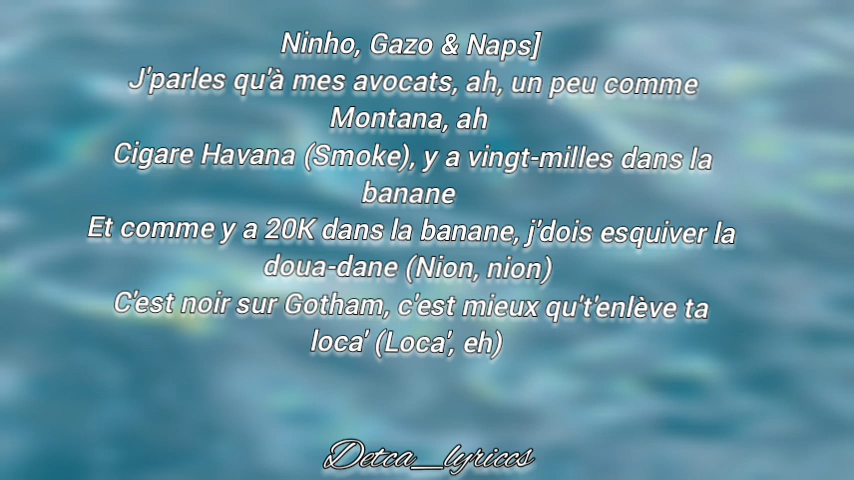 Ninho, Gazo & Naps]
J'parles qu'à mes avocats, ah, un peu comme
Montana, ah
Cigare Havana (Smoke), y a vingt-milles dans la
banane
Et comme y a 20K dans la banane, j'dois esquiver la
doua-dane (Nion, nion)
C'est noir sur Gotham, c'est mieux qu't'enlève ta
loca' (Loca', eh)
Detca_lyriccs